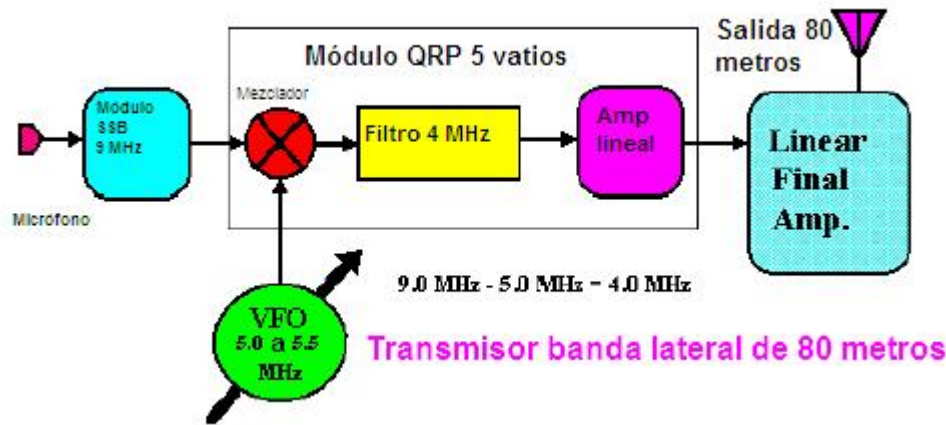 Salida 80
metros
Módulo QRP 5 vatios
Mezclador
Módulo
SSB
9 MHz
Filtro 4 MHz
Amp
lineal
Linear
Final
Amp.
Micrófono
9.0 MHz - 5.0 MHz = 4.0 MHz
VFO
5.0 a 5.5
MHz
Transmisor banda lateral de 80 metros